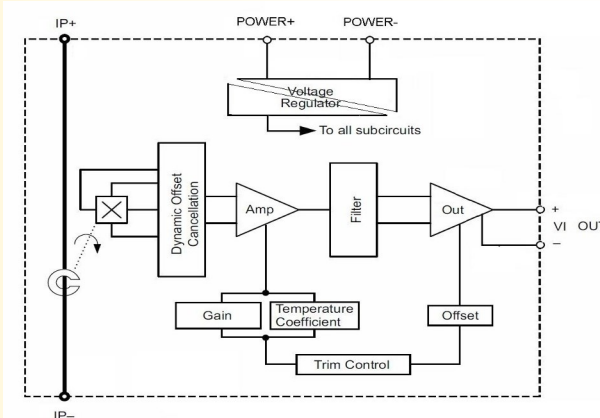 IP+
POWER+
POWER-
Voltage
Regulator
To all subcircuits
Dynamic Offset
Cancellation
Amp
Filter
Out
+
VI OUT
–
Gain
Temperature
Coefficient
Offset
Trim Control
IP–